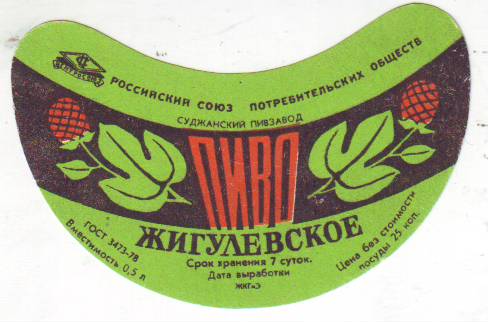 РОССИЙСКИЙ СОЮЗ ПОТРЕБИТЕЛЬСКИХ ОБЩЕСТВ
СУДЖАНСКИЙ ПИВЗАВОД
ПИВО
ЖИГУЛЕВСКОЕ
ГОСТ 3473-78
Вместимость 0,5 л
Срок хранения 7 суток.
Дата выработки
Цена без стоимости
посуды 25 коп.